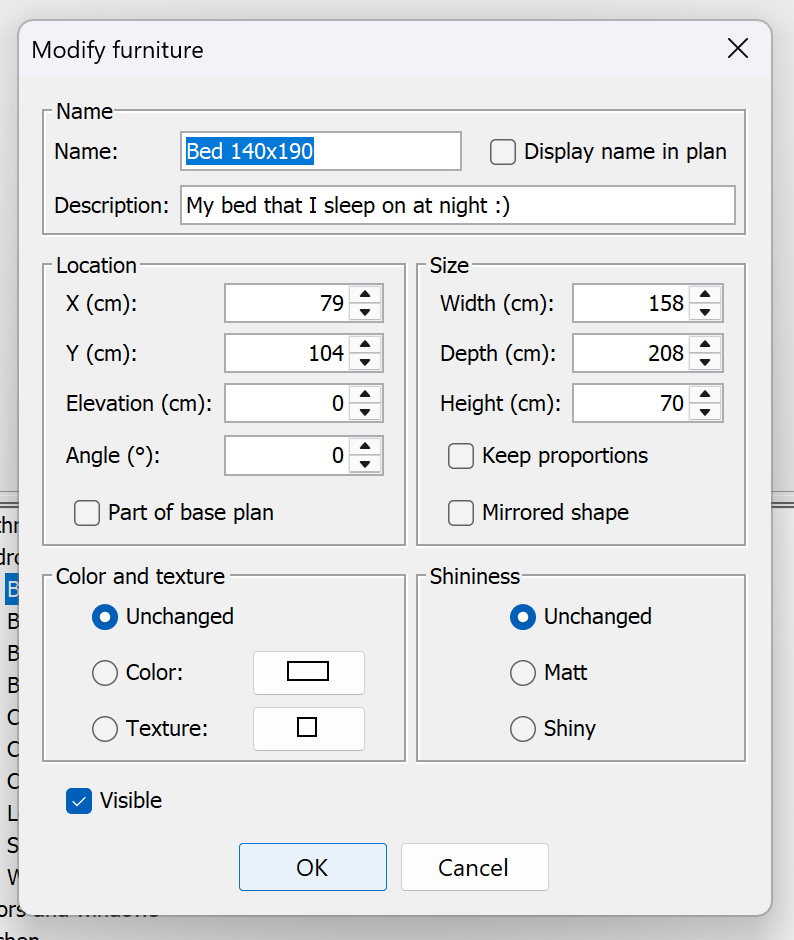 Modify furniture
Name
Name: Bed 140x190 Display name in plan
Description: My bed that I sleep on at night :)
Location
X (cm): 79
Y (cm): 104
Elevation (cm): 0
Angle (°): 0
Part of base plan
Size
Width (cm): 158
Depth (cm): 208
Height (cm): 70
Keep proportions
Mirrored shape
Color and texture
Unchanged
Color:
Texture:
Shininess
Unchanged
Matt
Shiny
Visible
OK Cancel